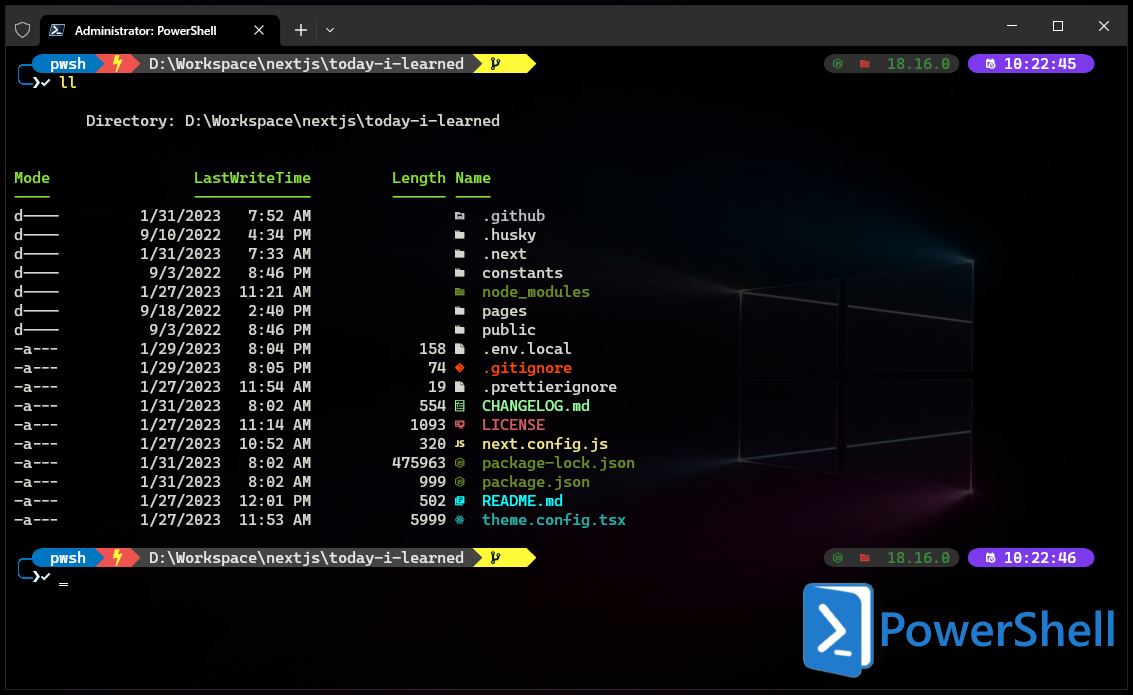 Administrator: PowerShell
pwsh D:\Workspace\nextjs\today-i-learned 18.16.0 10:22:45
ll
Directory: D:\Workspace\nextjs\today-i-learned
Mode LastWriteTime Length Name
d---- 1/31/2023 7:52 AM .github
d---- 9/10/2022 4:34 PM .husky
d---- 1/31/2023 7:33 AM .next
d---- 9/3/2022 8:46 PM constants
d---- 1/27/2023 11:21 AM node_modules
d---- 9/18/2022 2:40 PM pages
d---- 9/3/2022 8:46 PM public
-a--- 1/29/2023 8:04 PM 158 .env.local
-a--- 1/29/2023 8:05 PM 74 .gitignore
-a--- 1/27/2023 11:54 AM 19 .prettierignore
-a--- 1/31/2023 8:02 AM 554 CHANGELOG.md
-a--- 1/27/2023 11:14 AM 1093 LICENSE
-a--- 1/27/2023 10:52 AM 320 JS next.config.js
-a--- 1/31/2023 8:02 AM 475963 package-lock.json
-a--- 1/31/2023 8:02 AM 999 package.json
-a--- 1/27/2023 12:01 PM 502 README.md
-a--- 1/27/2023 11:53 AM 5999 theme.config.tsx
pwsh D:\Workspace\nextjs\today-i-learned 18.16.0 10:22:46
PowerShell